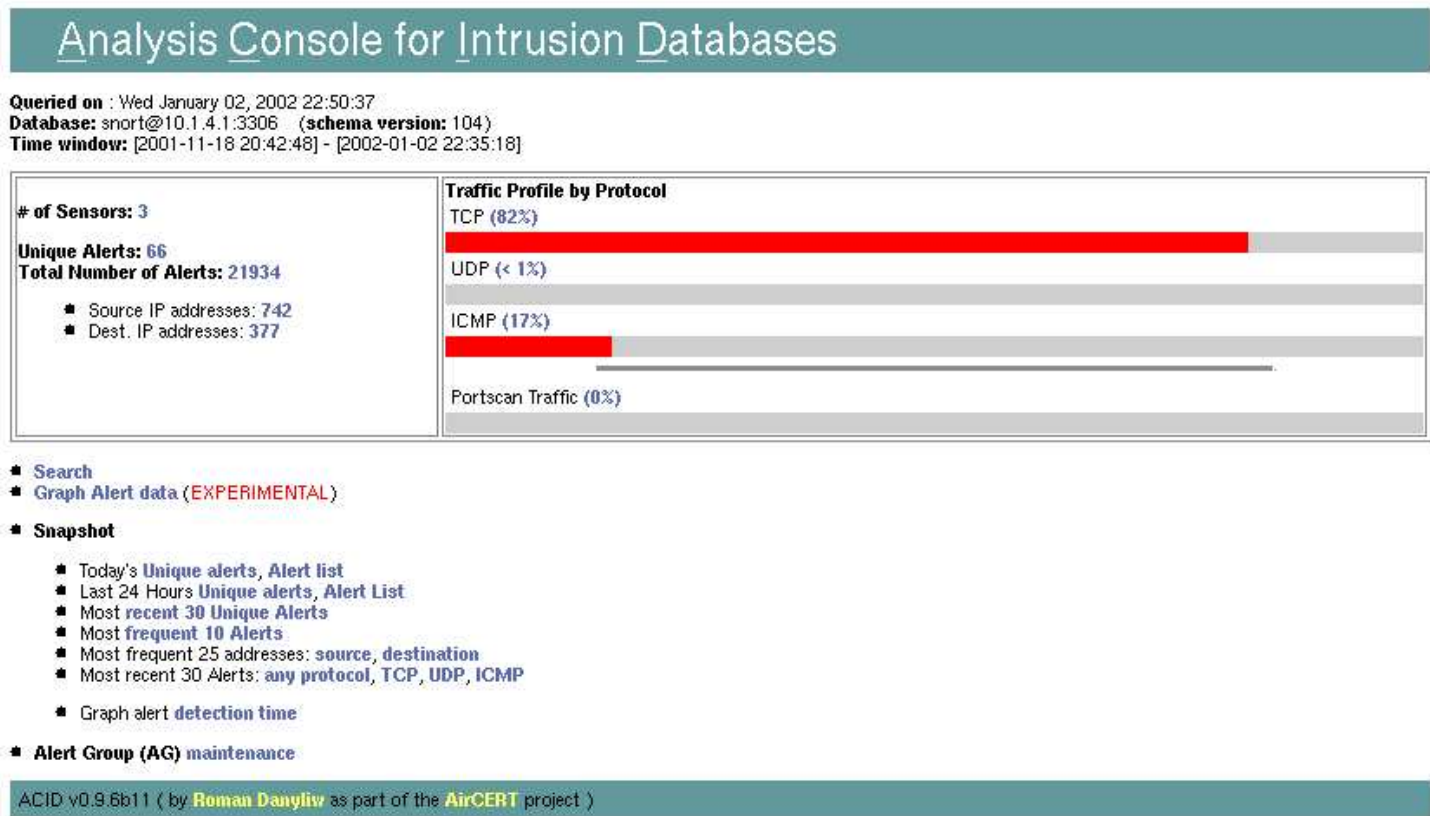 Analysis Console for Intrusion Databases
Queried on : Wed January 02, 2002 22:50:37
Database: snort@10.1.4.1:3306 (schema version: 104)
Time window: [2001-11-18 20:42:48] - [2002-01-02 22:35:18]
# of Sensors: 3
Unique Alerts: 66
Total Number of Alerts: 21934
Source IP addresses: 742
Dest. IP addresses: 377
Traffic Profile by Protocol
TCP (82%)
UDP (< 1%)
ICMP (17%)
Portscan Traffic (0%)
Search
Graph Alert data (EXPERIMENTAL)
Snapshot
Today's Unique alerts, Alert list
Last 24 Hours Unique alerts, Alert List
Most recent 30 Unique Alerts
Most frequent 10 Alerts
Most frequent 25 addresses: source, destination
Most recent 30 Alerts: any protocol, TCP, UDP, ICMP
Graph alert detection time
Alert Group (AG) maintenance
ACID v0.9.6b11 ( by Roman Danyliw as part of the AirCERT project )